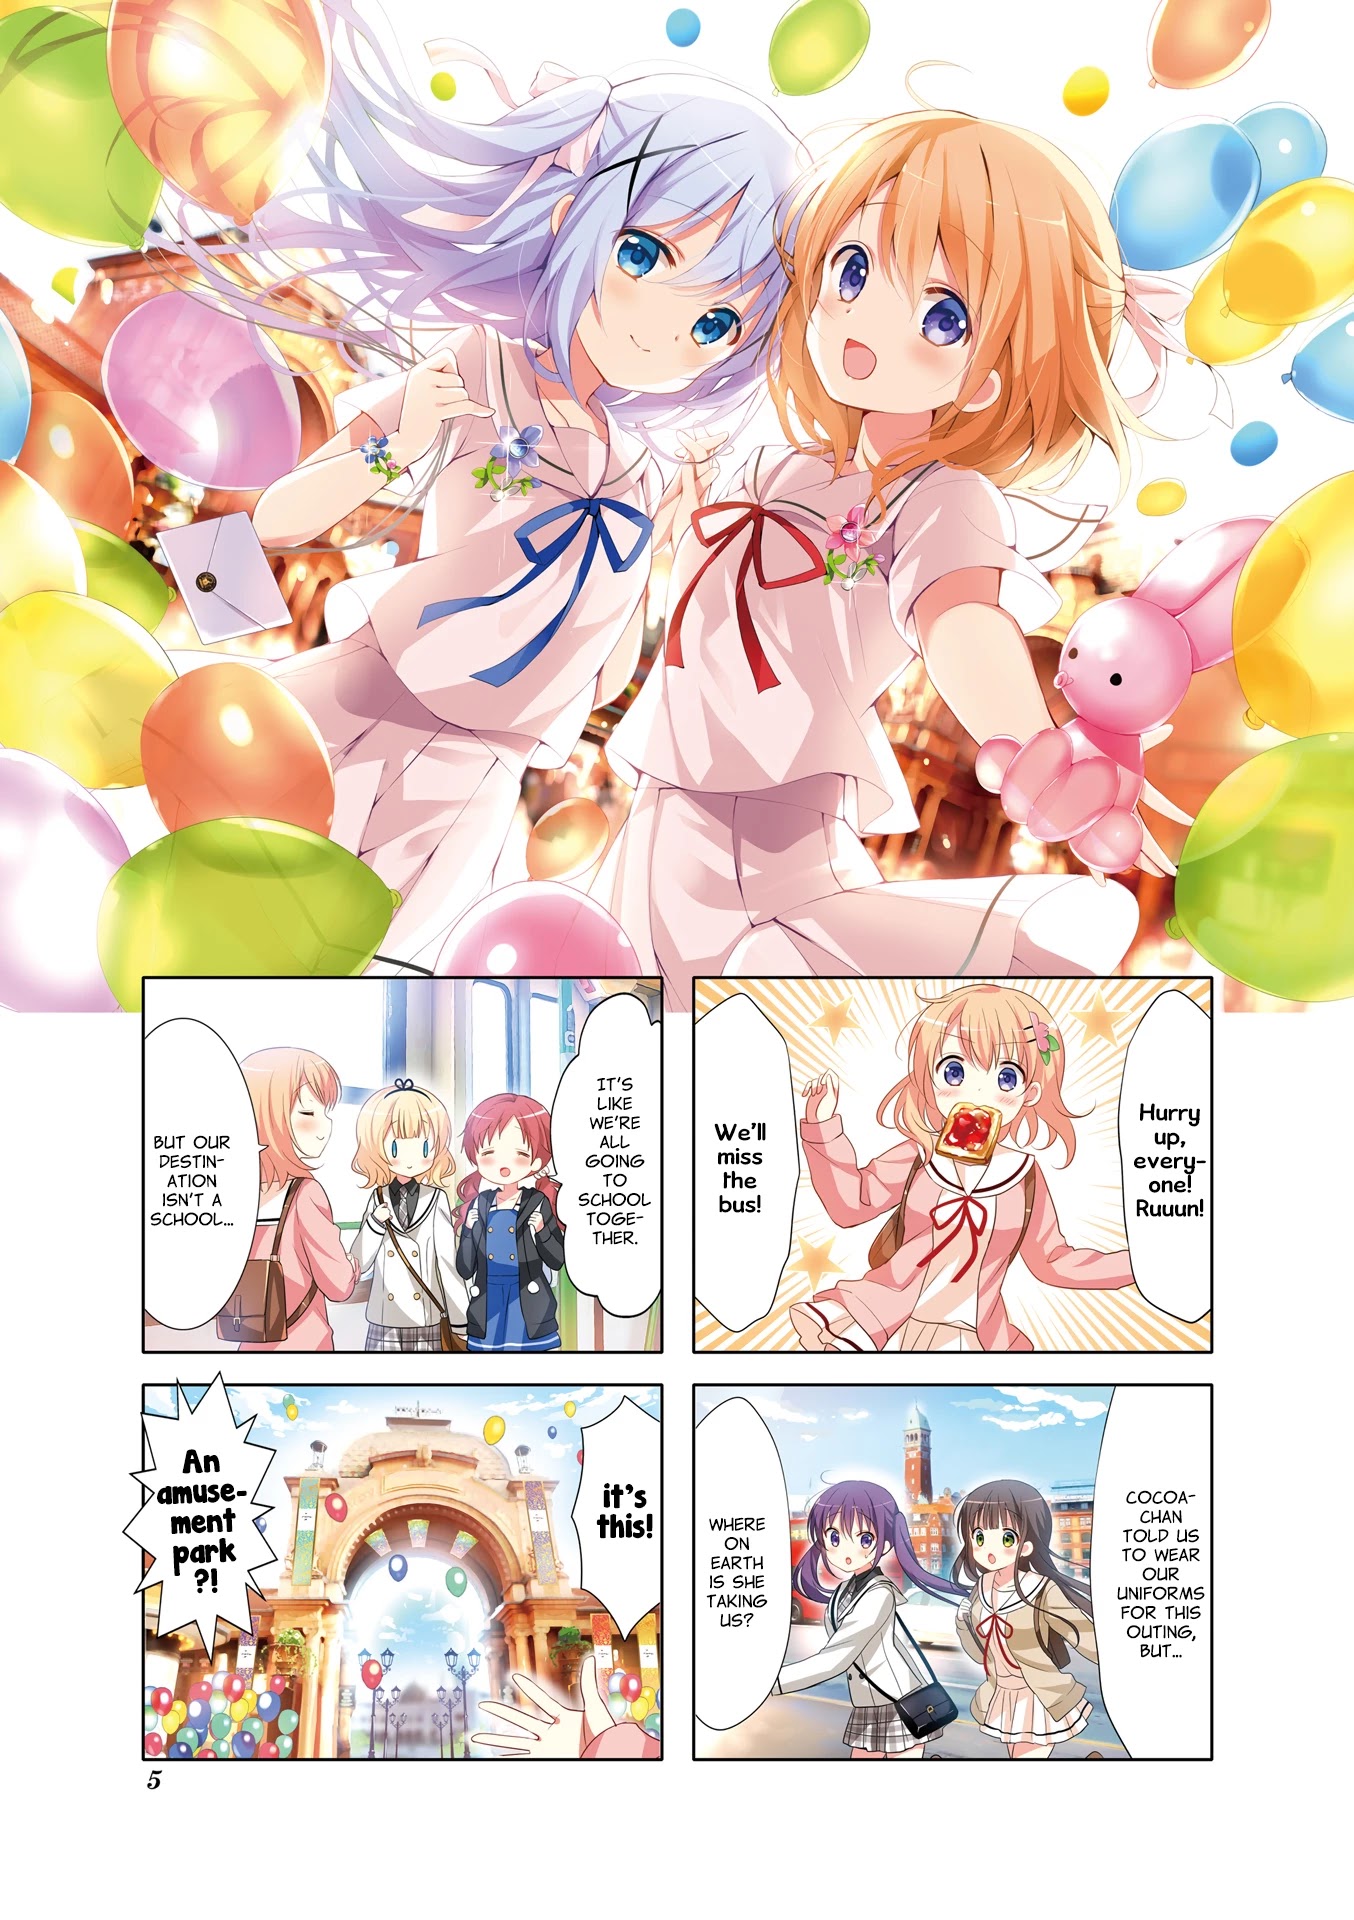 Hurry
up,
every-
one!
Ruuun!
We'll
miss
the
bus!
COCOA-
CHAN
TOLD US
TO WEAR
OUR
UNIFORMS
FOR THIS
OUTING,
BUT...
WHERE
ON
EARTH
IS SHE
TAKING
US?
IT'S
LIKE
WE'RE
ALL
GOING
TO
SCHOOL
TOGE-
THER.
BUT OUR
DESTIN-
ATION
ISN'T A
SCHOOL...
it's
this!
An
amuse-
ment
park
?!
5